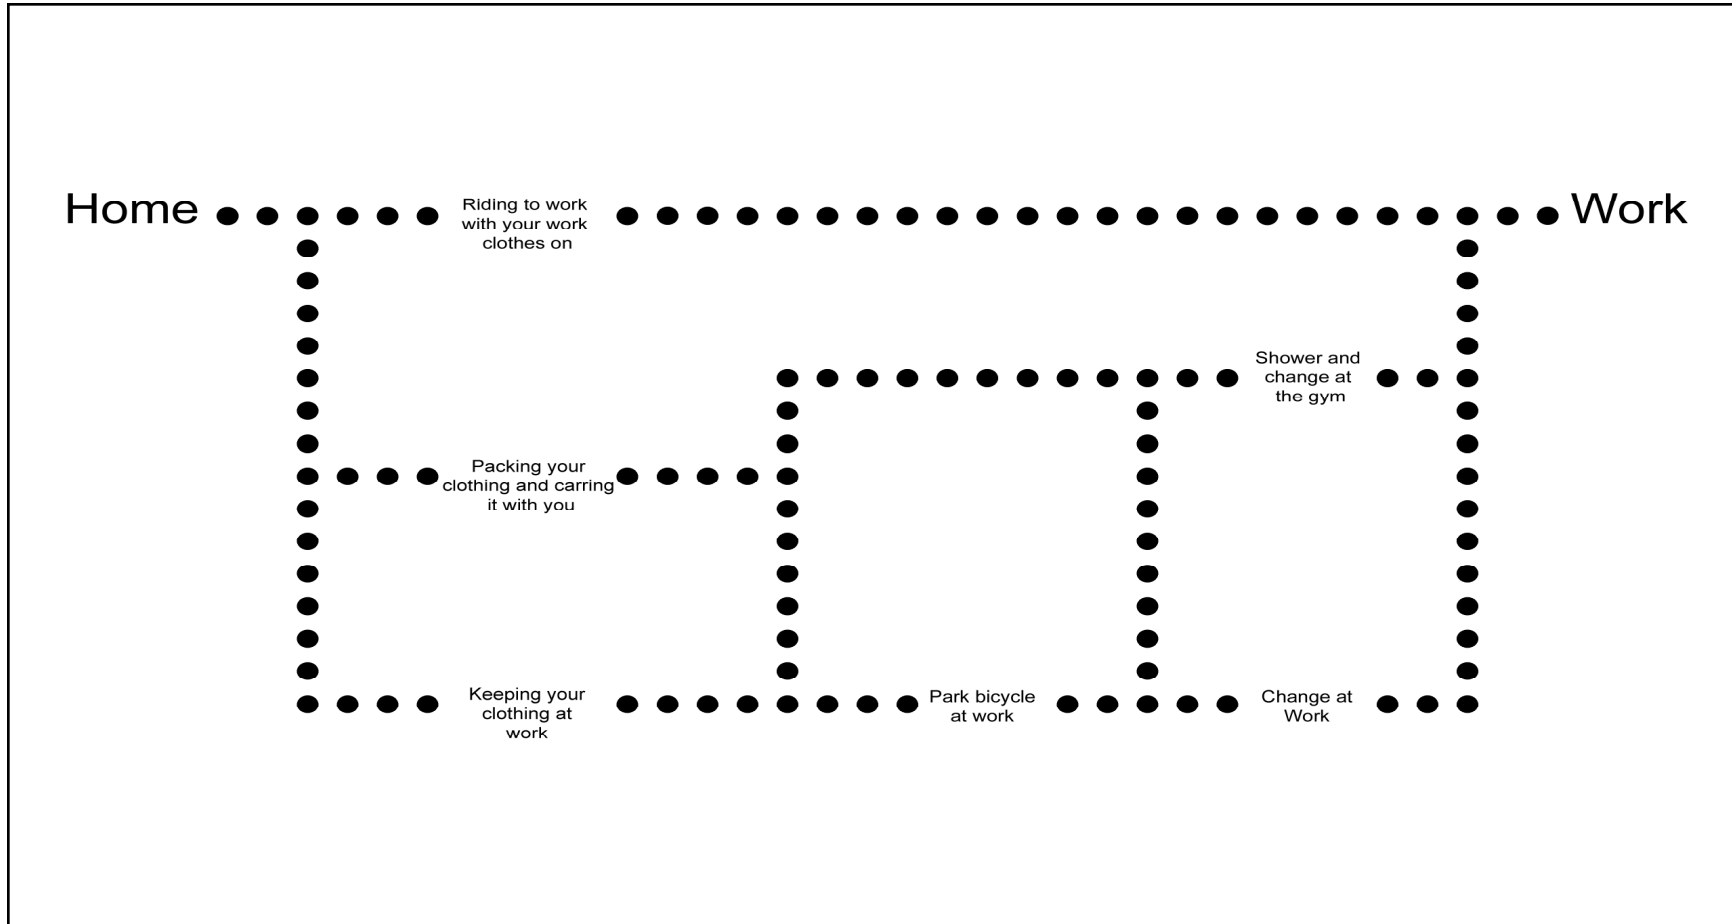 Home
Riding to work
with your work
clothes on
Work
Shower and
change at
the gym
Packing your
clothing and carring
it with you
Keeping your
clothing at
work
Park bicycle
at work
Change at
Work